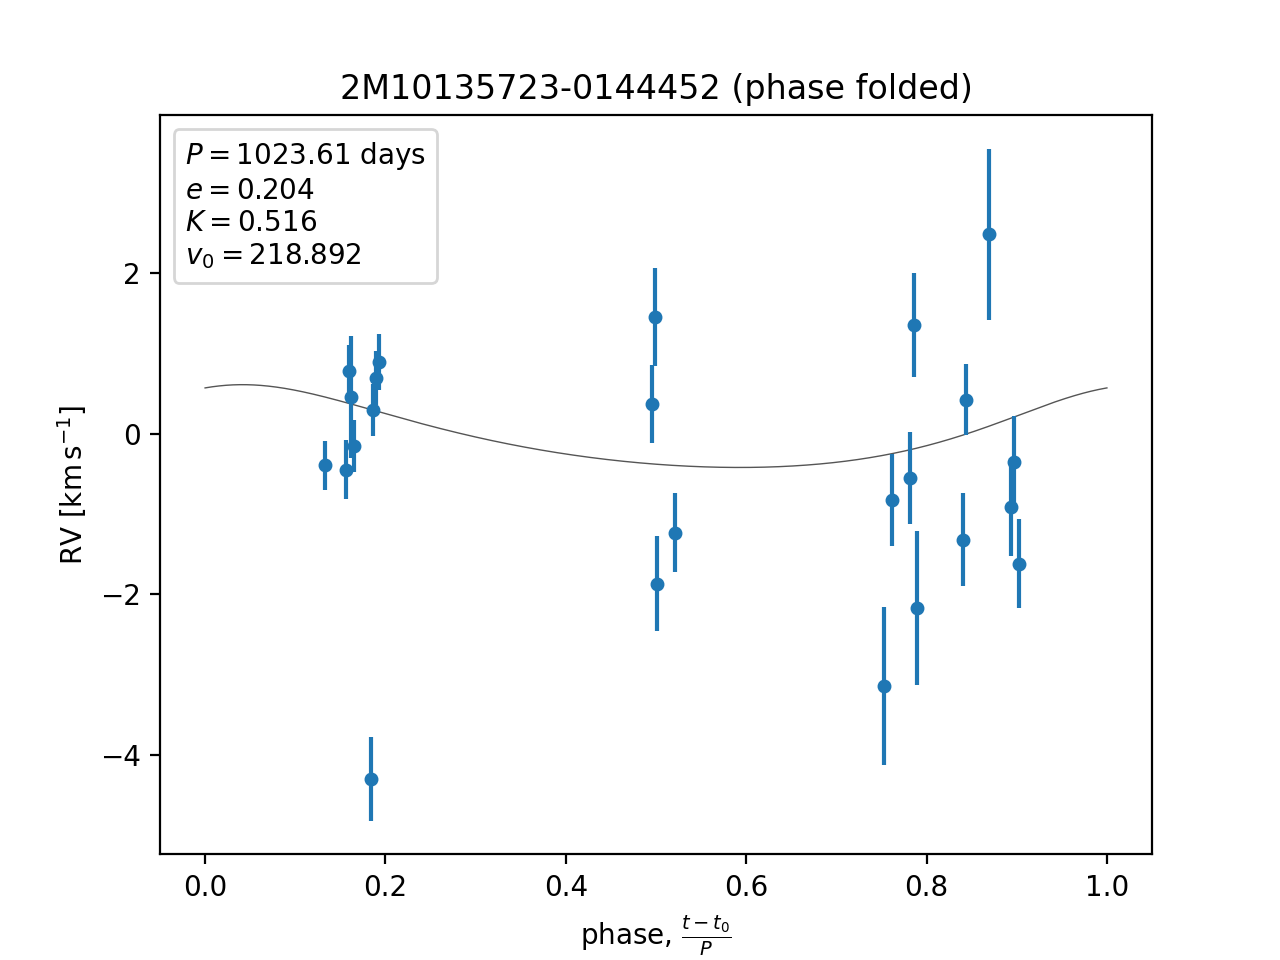 2M10135723-0144452 (phase folded)
P = 1023.61 days
e = 0.204
K = 0.516
v₀ = 218.892
RV [km s⁻¹]
2
0
−2
−4
0.0 0.2 0.4 0.6 0.8 1.0
phase, (t − t₀)/P